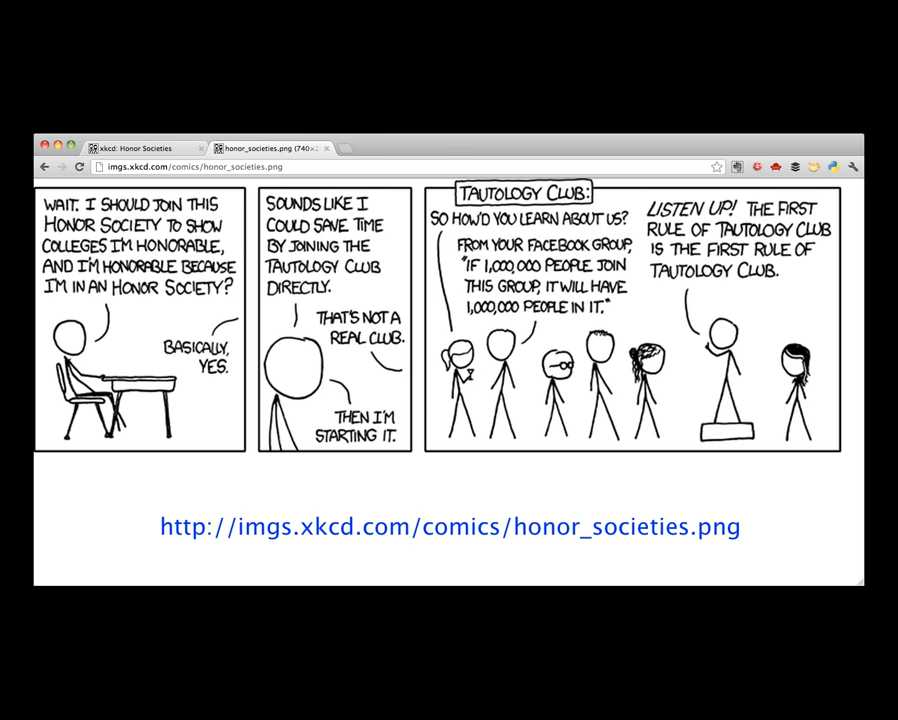 xkcd: Honor Societies
honor_societies.png (740×2
imgs.xkcd.com/comics/honor_societies.png
WAIT. I SHOULD JOIN THIS
HONOR SOCIETY TO SHOW
COLLEGES I'M HONORABLE,
AND I'M HONORABLE BECAUSE
I'M IN AN HONOR SOCIETY?
BASICALLY,
YES.
SOUNDS LIKE I
COULD SAVE TIME
BY JOINING THE
TAUTOLOGY CLUB
DIRECTLY.
THAT'S NOT A
REAL CLUB.
THEN I'M
STARTING IT.
TAUTOLOGY CLUB:
SO HOW'D YOU LEARN ABOUT US?
FROM YOUR FACEBOOK GROUP,
"IF 1,000,000 PEOPLE JOIN
THIS GROUP, IT WILL HAVE
1,000,000 PEOPLE IN IT."
LISTEN UP! THE FIRST
RULE OF TAUTOLOGY CLUB
IS THE FIRST RULE OF
TAUTOLOGY CLUB.
http://imgs.xkcd.com/comics/honor_societies.png